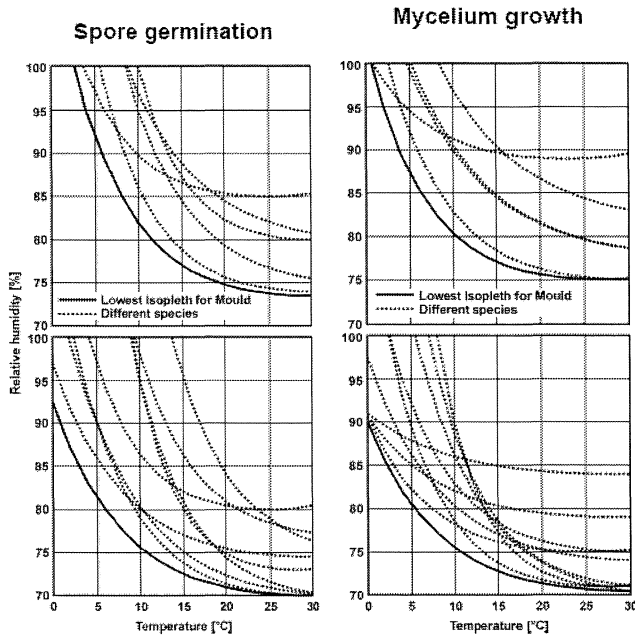 Spore germination
Mycelium growth
Relative humidity [%]
100
95
90
85
80
75
70
Lowest Isopleth for Mould
Different species
100
95
90
85
80
75
70
Lowest Isopleth for Mould
Different species
100
95
90
85
80
75
70
0 5 10 15 20 25 30
Temperature [°C]
100
95
90
85
80
75
70
0 5 10 15 20 25 30
Temperature [°C]